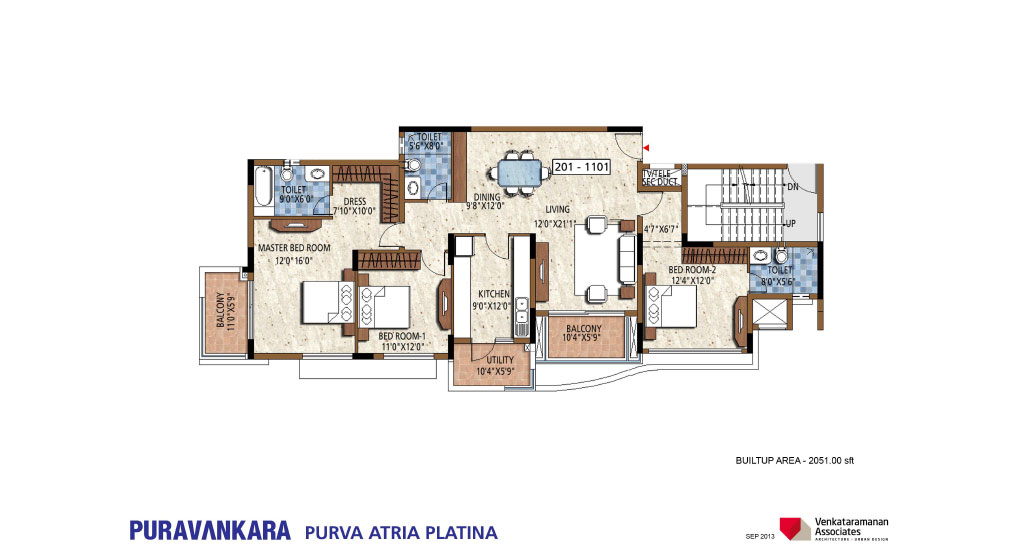 TOILET
5'6"X8'0"
201 - 1101
TV/TELE
SEC DUCT
DN
UP
TOILET
9'0"X6'0"
DRESS
7'10"X10'0"
DINING
9'8"X12'0"
LIVING
12'0"X21'1"
4'7"X6'7"
MASTER BED ROOM
12'0"16'0"
BED ROOM-2
12'4"X12'0"
TOILET
8'0"X5'6"
BALCONY
11'0"X5'9"
KITCHEN
9'0"X12'0"
BED ROOM-1
11'0"X12'0"
BALCONY
10'4"X5'9"
UTILITY
10'4"X5'9"
BUILTUP AREA - 2051.00 sft
PURAVANKARA PURVA ATRIA PLATINA
SEP 2013
Venkataramanan
Associates
ARCHITECTURE - URBAN DESIGN